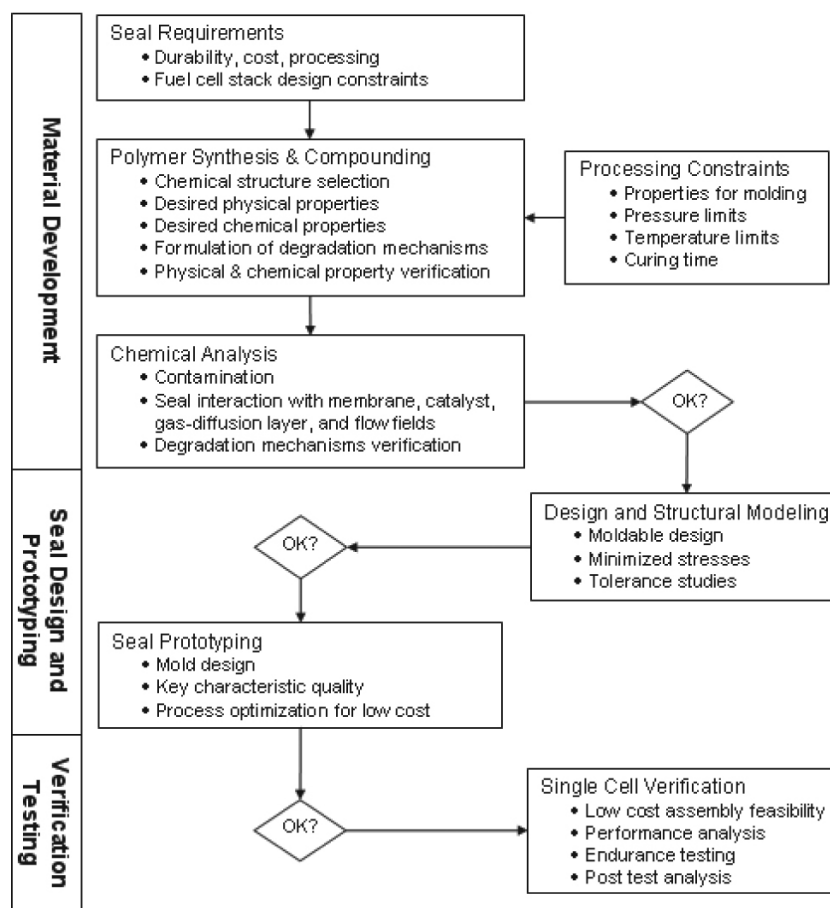 Material Development
Seal Requirements
• Durability, cost, processing
• Fuel cell stack design constraints
Polymer Synthesis & Compounding
• Chemical structure selection
• Desired physical properties
• Desired chemical properties
• Formulation of degradation mechanisms
• Physical & chemical property verification
Processing Constraints
• Properties for molding
• Pressure limits
• Temperature limits
• Curing time
Chemical Analysis
• Contamination
• Seal interaction with membrane, catalyst,
gas-diffusion layer, and flow fields
• Degradation mechanisms verification
OK?
Seal Design and
Prototyping
Design and Structural Modeling
• Moldable design
• Minimized stresses
• Tolerance studies
OK?
Seal Prototyping
• Mold design
• Key characteristic quality
• Process optimization for low cost
Verification
Testing
OK?
Single Cell Verification
• Low cost assembly feasibility
• Performance analysis
• Endurance testing
• Post test analysis